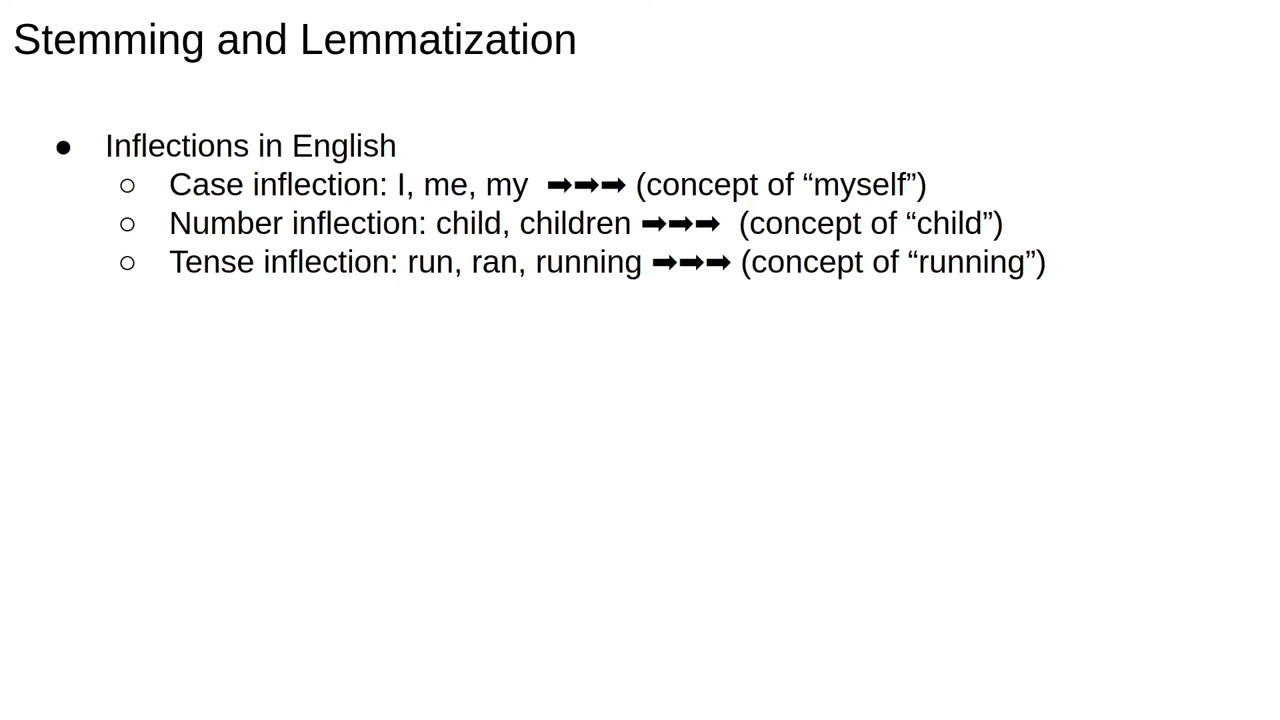 Stemming and Lemmatization
● Inflections in English
○ Case inflection: I, me, my ➡➡➡ (concept of “myself”)
○ Number inflection: child, children ➡➡➡ (concept of “child”)
○ Tense inflection: run, ran, running ➡➡➡ (concept of “running”)